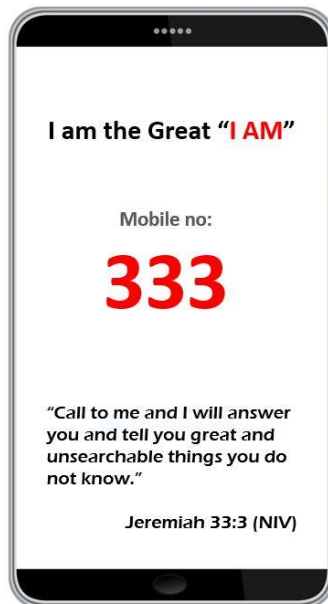 I am the Great “I AM”
Mobile no:
333
“Call to me and I will answer
you and tell you great and
unsearchable things you do
not know.”
Jeremiah 33:3 (NIV)